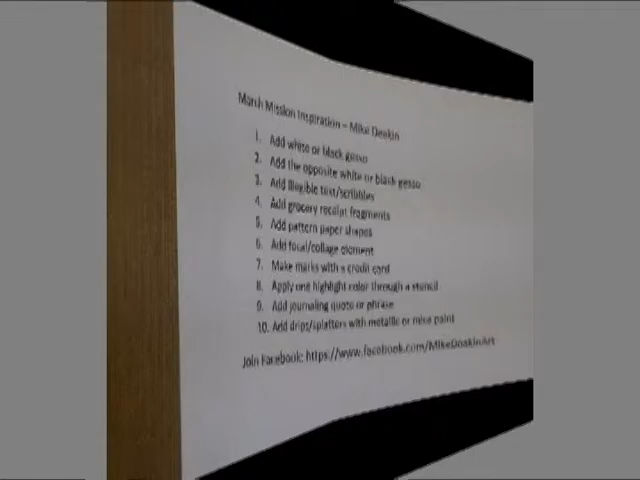 March Mission Inspiration – Mike Deakin
1. Add white or black gesso
2. Add the opposite white or black gesso
3. Add illegible text/scribbles
4. Add grocery receipt fragments
5. Add pattern paper shapes
6. Add focal/collage element
7. Make marks with a credit card
8. Apply one highlight color through a stencil
9. Add journaling quote or phrase
10. Add drips/splatters with metallic or mica paint
Join Facebook: https://www.facebook.com/MikeDeakinArt